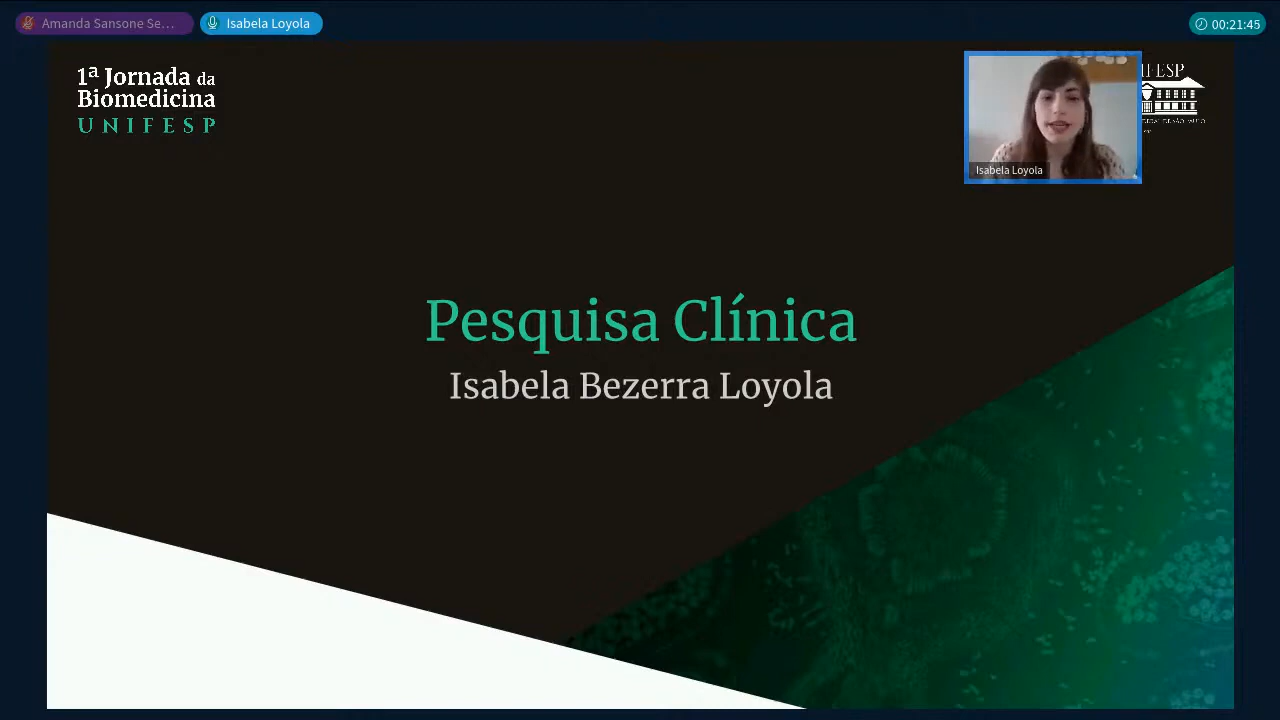 Amanda Sansone Se...
Isabela Loyola
00:21:45
1ª Jornada da
Biomedicina
UNIFESP
Isabela Loyola
Pesquisa Clínica
Isabela Bezerra Loyola